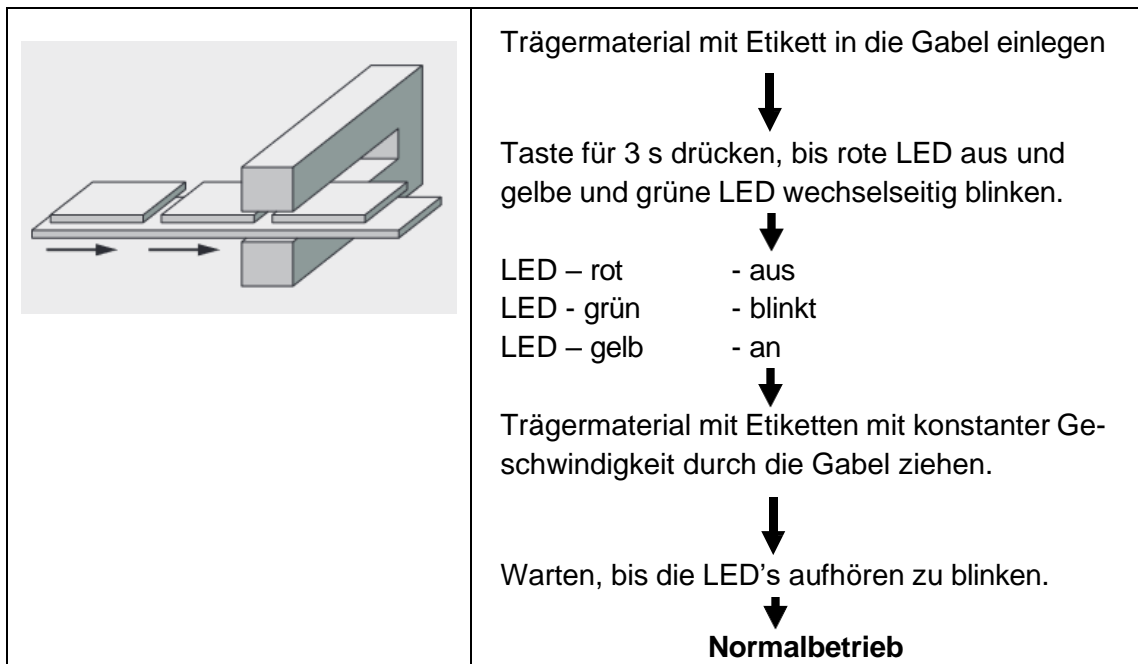 Trägermaterial mit Etikett in die Gabel einlegen
Taste für 3 s drücken, bis rote LED aus und
gelbe und grüne LED wechselseitig blinken.
LED – rot - aus
LED - grün - blinkt
LED – gelb - an
Trägermaterial mit Etiketten mit konstanter Ge-
schwindigkeit durch die Gabel ziehen.
Warten, bis die LED’s aufhören zu blinken.
Normalbetrieb